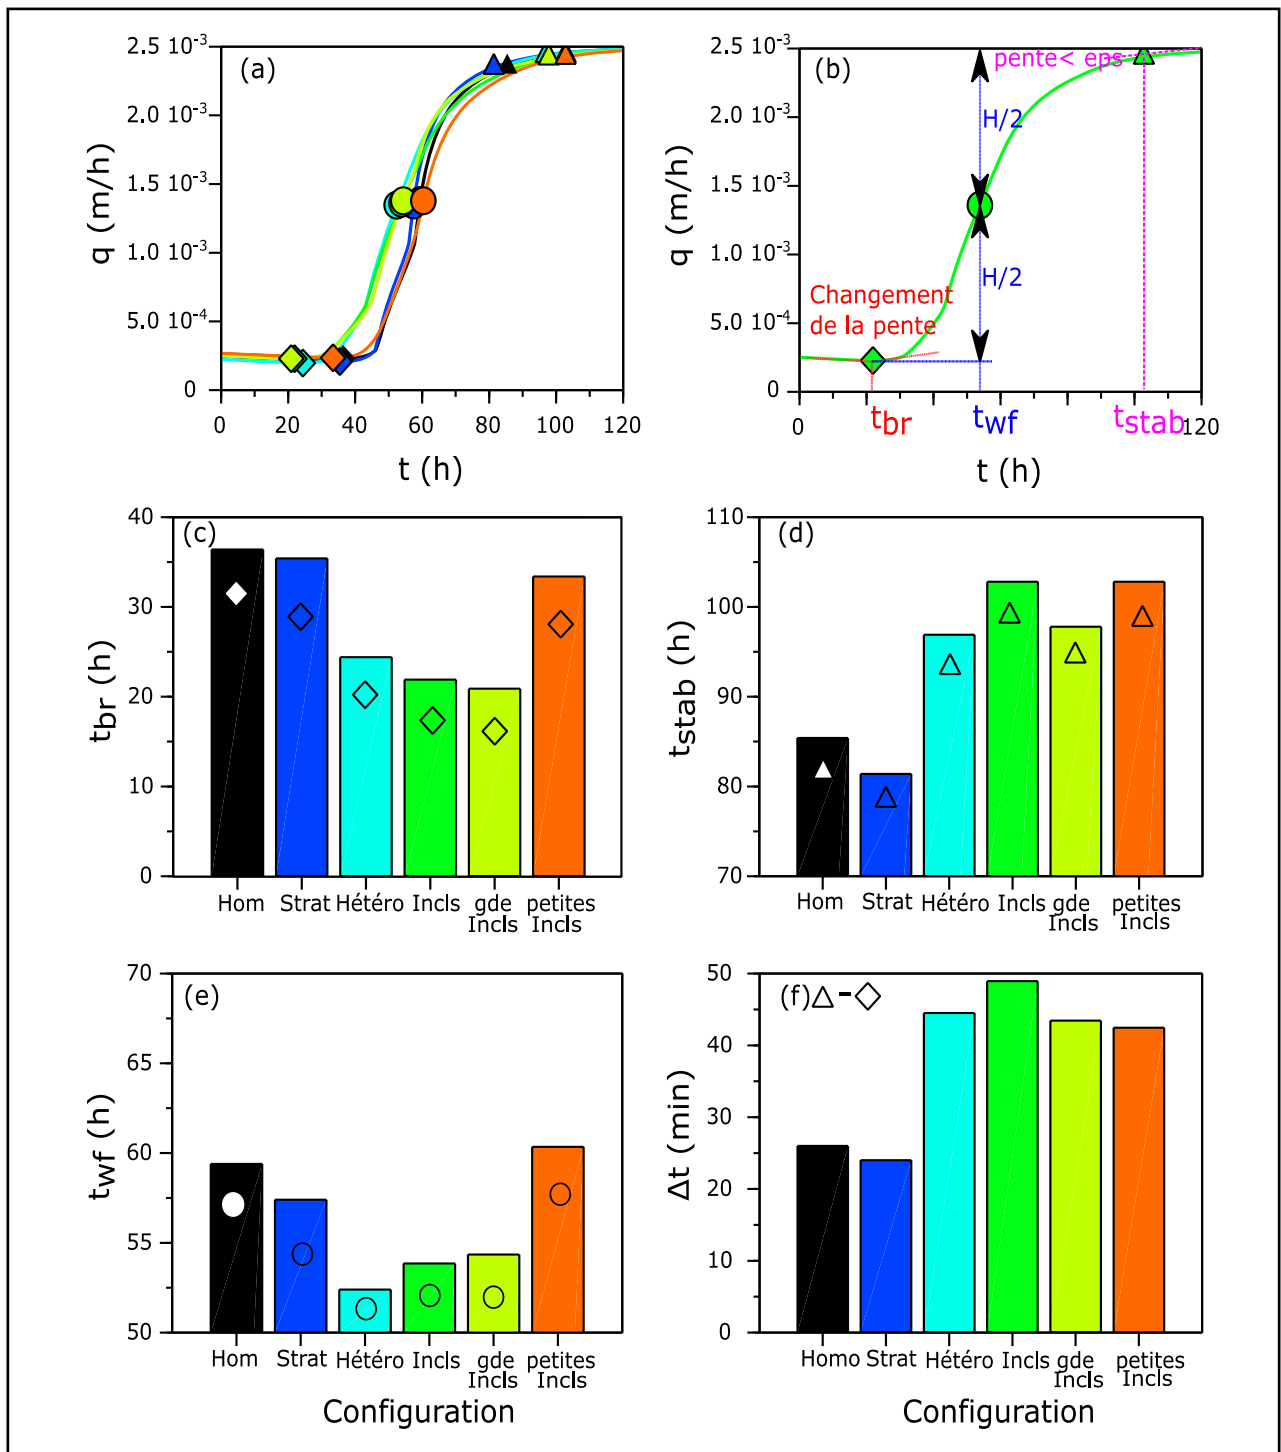 (a)
q (m/h)
2.5 10-3
2.0 10-3
1.5 10-3
1.0 10-3
5.0 10-4
0
0 20 40 60 80 100 120
t (h)
(b)
q (m/h)
2.5 10-3
2.0 10-3
1.5 10-3
1.0 10-3
5.0 10-4
0
pente< eps
H/2
H/2
Changement
de la pente
0 tbr twf tstab 120
t (h)
(c)
tbr (h)
40
30
20
10
0
Hom Strat Hétéro Incls gde Incls petites Incls
(d)
tstab (h)
110
100
90
80
70
Hom Strat Hétéro Incls gde Incls petites Incls
(e)
twf (h)
70
65
60
55
50
Hom Strat Hétéro Incls gde Incls petites Incls
Configuration
(f) △-◇
Δt (min)
50
40
30
20
10
0
Homo Strat Hétéro Incls gde Incls petites Incls
Configuration